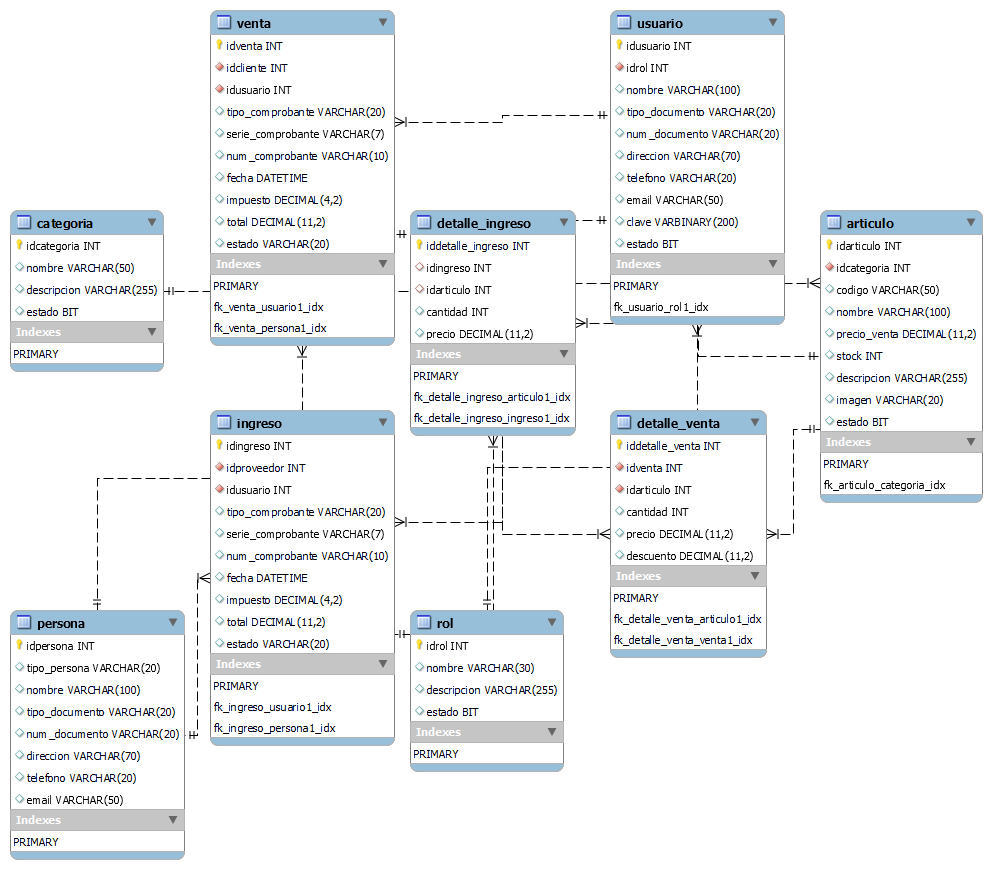 venta
idventa INT
idcliente INT
idusuario INT
tipo_comprobante VARCHAR(20)
serie_comprobante VARCHAR(7)
num_comprobante VARCHAR(10)
fecha DATETIME
impuesto DECIMAL(4,2)
total DECIMAL(11,2)
estado VARCHAR(20)
Indexes
PRIMARY
fk_venta_usuario1_idx
fk_venta_persona1_idx
usuario
idusuario INT
idrol INT
nombre VARCHAR(100)
tipo_documento VARCHAR(20)
num_documento VARCHAR(20)
direccion VARCHAR(70)
telefono VARCHAR(20)
email VARCHAR(50)
clave VARBINARY(200)
estado BIT
Indexes
PRIMARY
fk_usuario_rol1_idx
categoria
idcategoria INT
nombre VARCHAR(50)
descripcion VARCHAR(255)
estado BIT
Indexes
PRIMARY
detalle_ingreso
iddetalle_ingreso INT
idingreso INT
idarticulo INT
cantidad INT
precio DECIMAL(11,2)
Indexes
PRIMARY
fk_detalle_ingreso_articulo1_idx
fk_detalle_ingreso_ingreso1_idx
articulo
idarticulo INT
idcategoria INT
codigo VARCHAR(50)
nombre VARCHAR(100)
precio_venta DECIMAL(11,2)
stock INT
descripcion VARCHAR(255)
imagen VARCHAR(20)
estado BIT
Indexes
PRIMARY
fk_articulo_categoria_idx
ingreso
idingreso INT
idproveedor INT
idusuario INT
tipo_comprobante VARCHAR(20)
serie_comprobante VARCHAR(7)
num_comprobante VARCHAR(10)
fecha DATETIME
impuesto DECIMAL(4,2)
total DECIMAL(11,2)
estado VARCHAR(20)
Indexes
PRIMARY
fk_ingreso_usuario1_idx
fk_ingreso_persona1_idx
detalle_venta
iddetalle_venta INT
idventa INT
idarticulo INT
cantidad INT
precio DECIMAL(11,2)
descuento DECIMAL(11,2)
Indexes
PRIMARY
fk_detalle_venta_articulo1_idx
fk_detalle_venta_venta1_idx
persona
idpersona INT
tipo_persona VARCHAR(20)
nombre VARCHAR(100)
tipo_documento VARCHAR(20)
num_documento VARCHAR(20)
direccion VARCHAR(70)
telefono VARCHAR(20)
email VARCHAR(50)
Indexes
PRIMARY
rol
idrol INT
nombre VARCHAR(30)
descripcion VARCHAR(255)
estado BIT
Indexes
PRIMARY